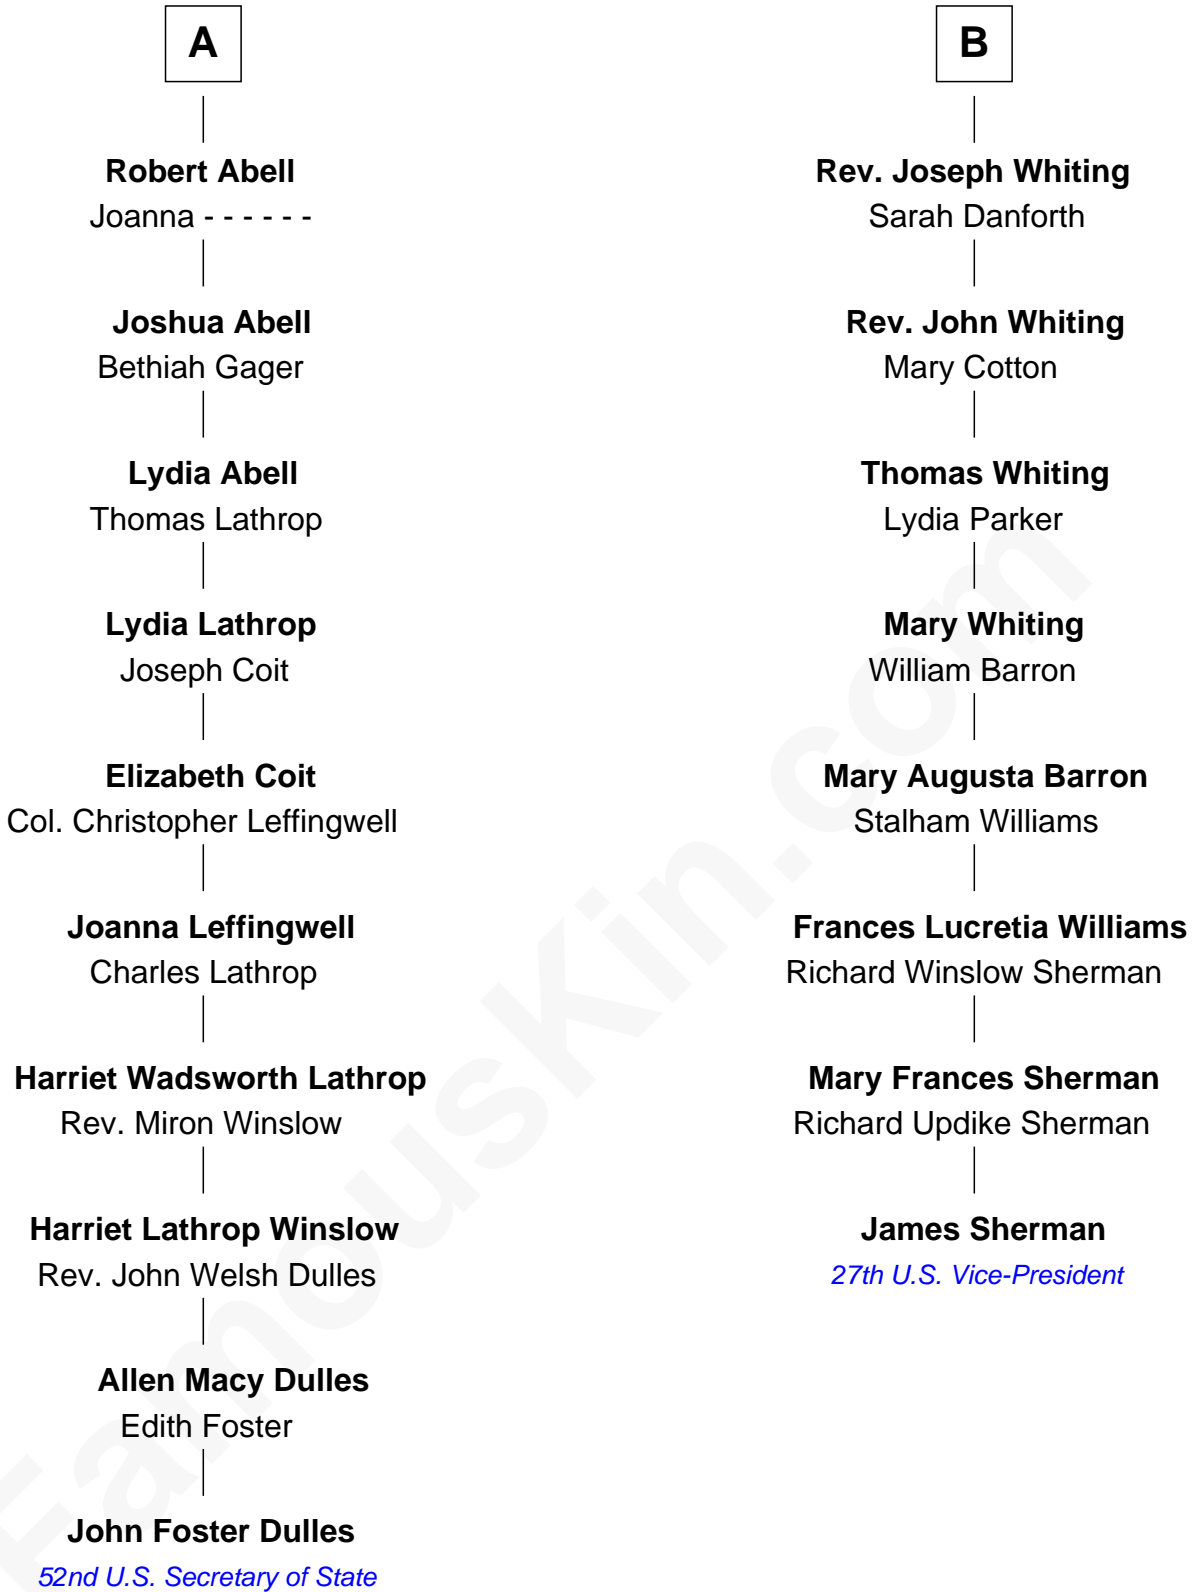 A
Robert Abell
Joanna - - - - - -
Joshua Abell
Bethiah Gager
Lydia Abell
Thomas Lathrop
Lydia Lathrop
Joseph Coit
Elizabeth Coit
Col. Christopher Leffingwell
Joanna Leffingwell
Charles Lathrop
Harriet Wadsworth Lathrop
Rev. Miron Winslow
Harriet Lathrop Winslow
Rev. John Welsh Dulles
Allen Macy Dulles
Edith Foster
John Foster Dulles
52nd U.S. Secretary of State
B
Rev. Joseph Whiting
Sarah Danforth
Rev. John Whiting
Mary Cotton
Thomas Whiting
Lydia Parker
Mary Whiting
William Barron
Mary Augusta Barron
Stalham Williams
Frances Lucretia Williams
Richard Winslow Sherman
Mary Frances Sherman
Richard Updike Sherman
James Sherman
27th U.S. Vice-President
FamousKin.com